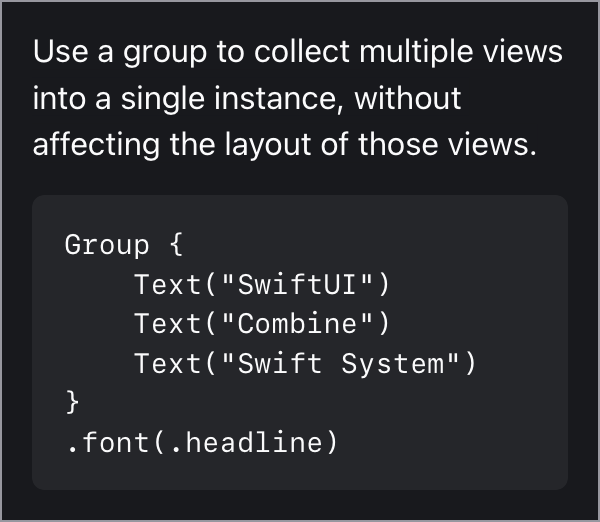 Use a group to collect multiple views
into a single instance, without
affecting the layout of those views.
Group {
    Text("SwiftUI")
    Text("Combine")
    Text("Swift System")
}
.font(.headline)